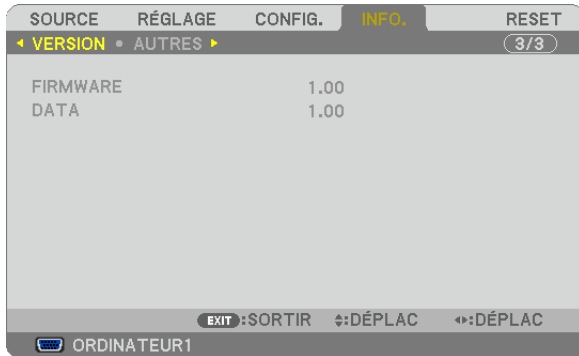 SOURCE RÉGLAGE CONFIG. INFO. RESET
VERSION • AUTRES 3/3
FIRMWARE 1.00
DATA 1.00
EXIT :SORTIR :DÉPLAC :DÉPLAC
ORDINATEUR1